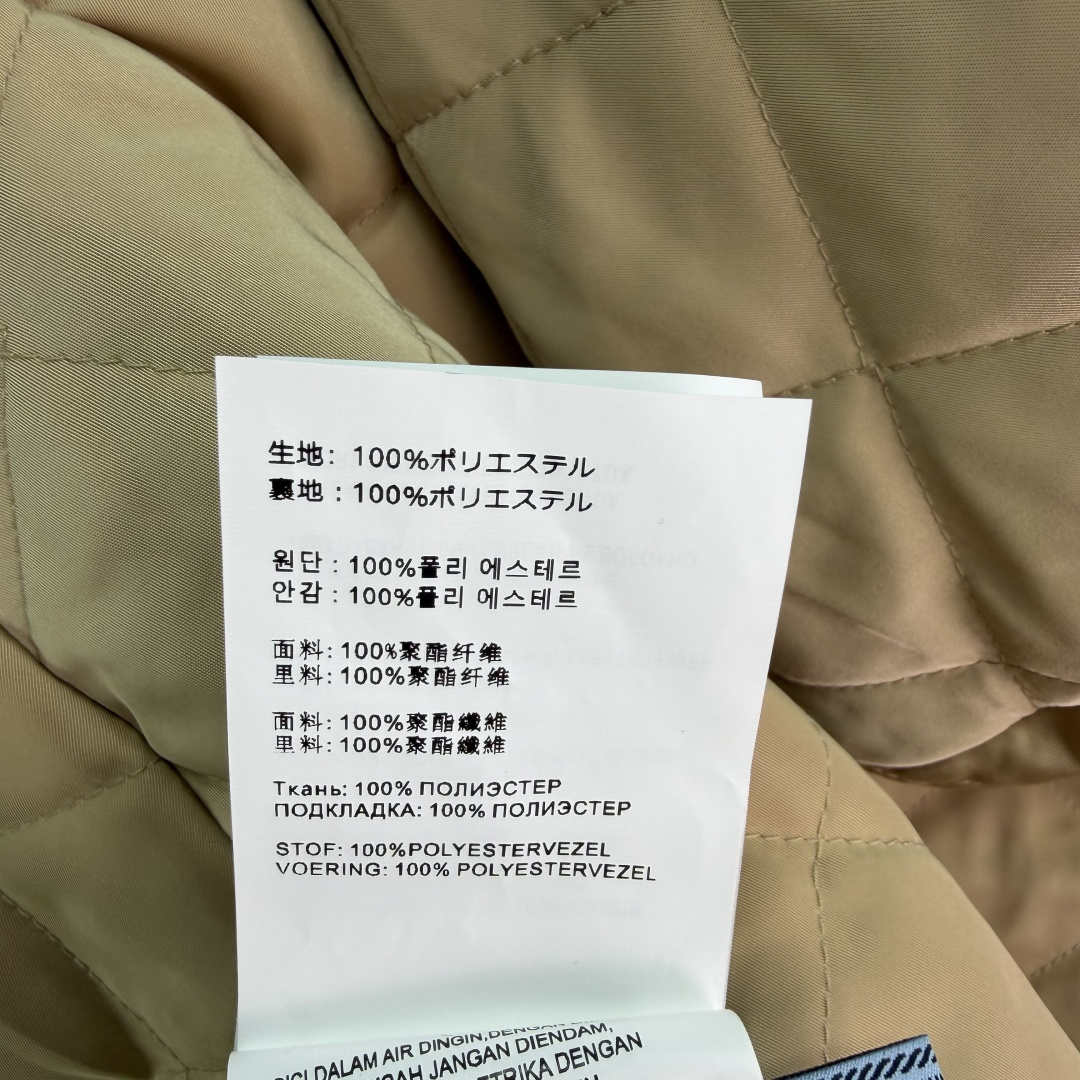 生地: 100%ポリエステル
裏地 : 100%ポリエステル
원단 : 100%폴리 에스테르
안감 : 100%폴리 에스테르
面料: 100%聚酯纤维
里料: 100%聚酯纤维
面料: 100%聚酯纖維
里料: 100%聚酯纖維
Ткань: 100% ПОЛИЭСТЕР
ПОДКЛАДКА: 100% ПОЛИЭСТЕР
STOF: 100%POLYESTERVEZEL
VOERING: 100% POLYESTERVEZEL
DALAM AIR DINGIN,
JANGAN DIENDAM,
DENGAN